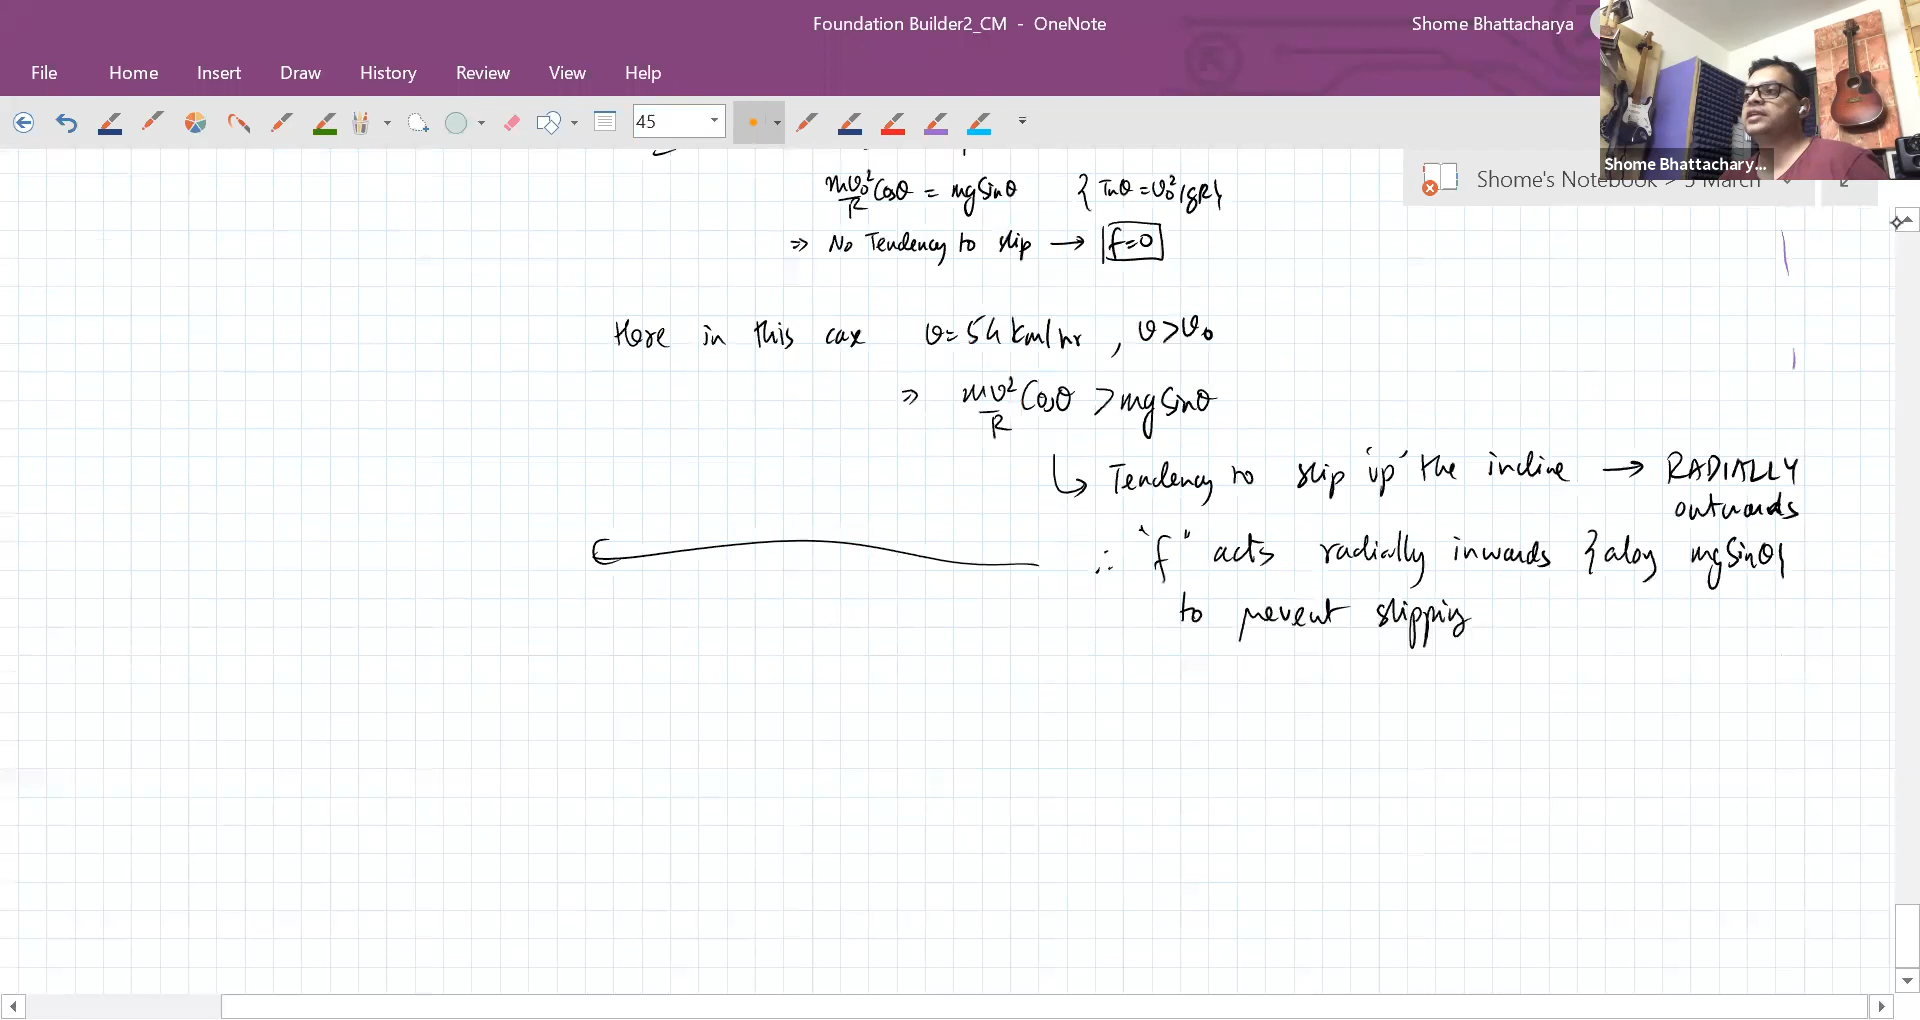 Foundation Builder2_CM - OneNote
Shome Bhattacharya
File Home Insert Draw History Review View Help
45
Shome Bhattachary...
Shome's Notebook > 5 March
mv₀²/R Cosθ = mg Sinθ {Tnθ = v₀²/gR}
⇒ No Tendency to slip → f=0
Here in this case v = 54 km/hr, v > v₀
⇒ mv²/R Cosθ > mg Sinθ
↳ Tendency to slip 'up' the incline → RADIALLY
outwards
∴ "f" acts radially inwards {along mg Sinθ}
to prevent slipping